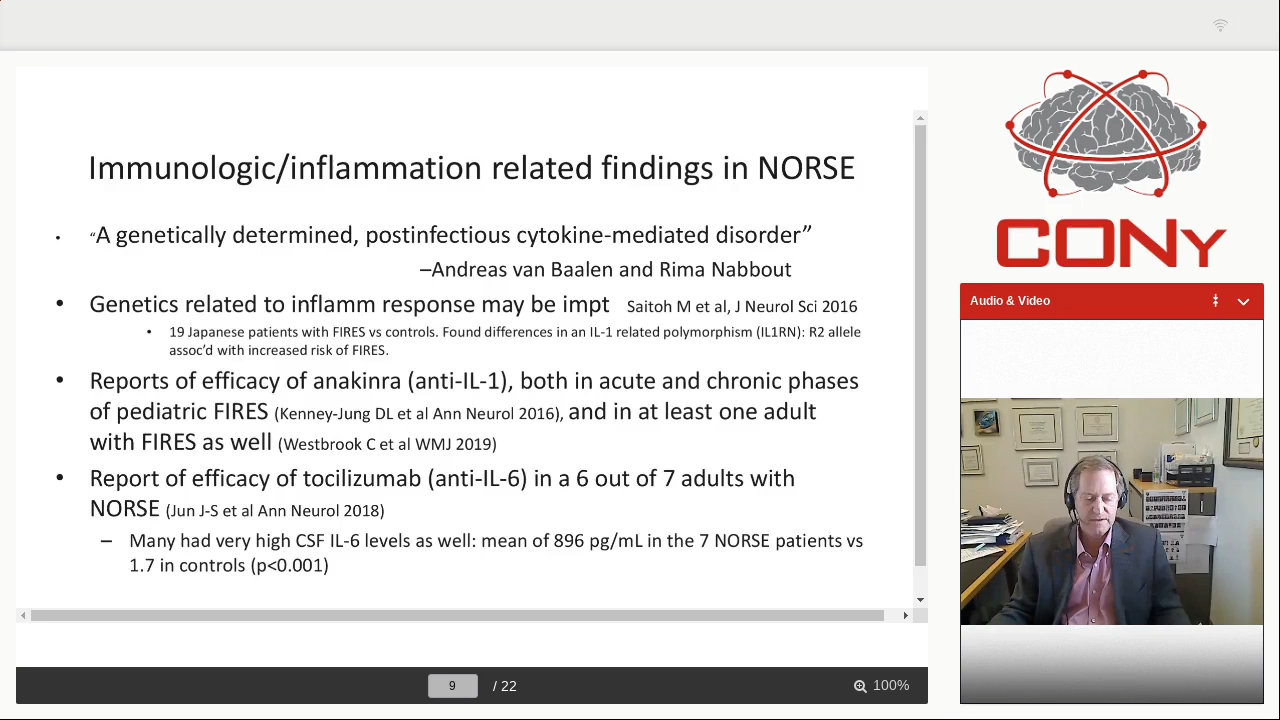 Immunologic/inflammation related findings in NORSE
• “A genetically determined, postinfectious cytokine-mediated disorder”
–Andreas van Baalen and Rima Nabbout
• Genetics related to inflamm response may be impt Saitoh M et al, J Neurol Sci 2016
• 19 Japanese patients with FIRES vs controls. Found differences in an IL-1 related polymorphism (IL1RN): R2 allele
assoc’d with increased risk of FIRES.
• Reports of efficacy of anakinra (anti-IL-1), both in acute and chronic phases
of pediatric FIRES (Kenney-Jung DL et al Ann Neurol 2016), and in at least one adult
with FIRES as well (Westbrook C et al WMJ 2019)
• Report of efficacy of tocilizumab (anti-IL-6) in a 6 out of 7 adults with
NORSE (Jun J-S et al Ann Neurol 2018)
– Many had very high CSF IL-6 levels as well: mean of 896 pg/mL in the 7 NORSE patients vs
1.7 in controls (p<0.001)
9 / 22
100%
CONy
Audio & Video